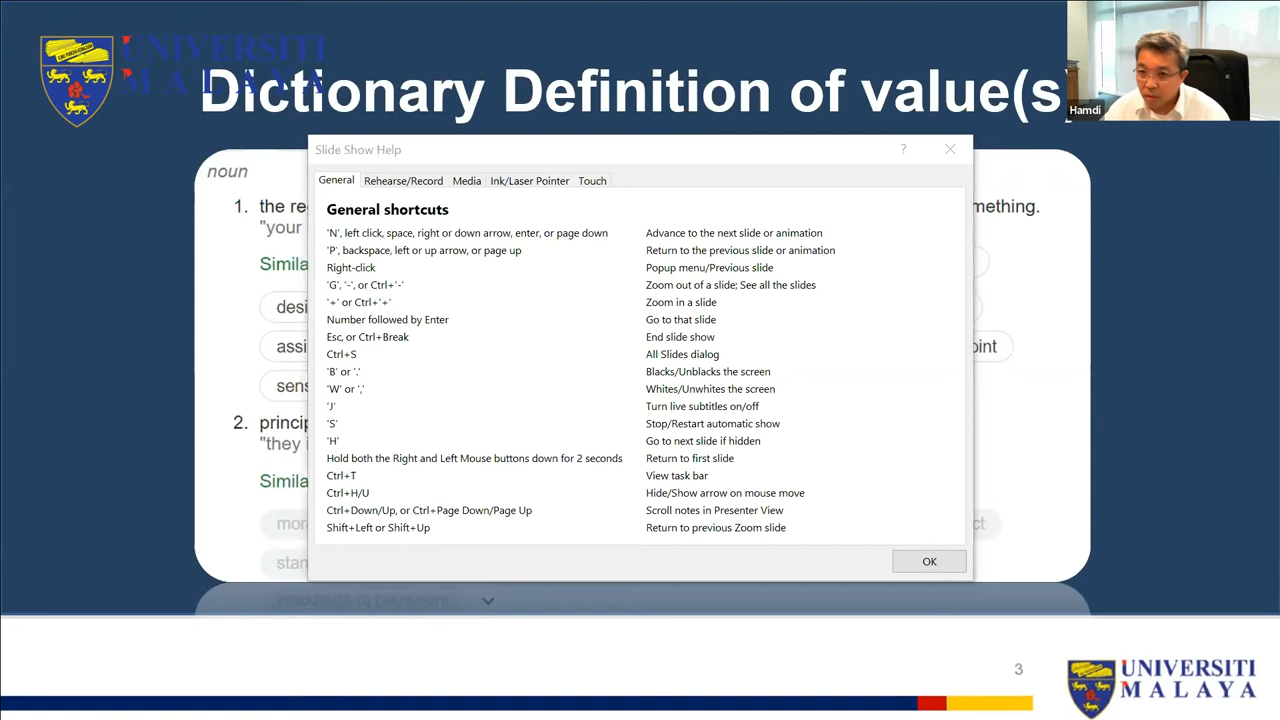 UNIVERSITI
MALAYA
Dictionary Definition of value(s)
Hamdi
noun
Slide Show Help
?
General Rehearse/Record Media Ink/Laser Pointer Touch
General shortcuts
'N', left click, space, right or down arrow, enter, or page down Advance to the next slide or animation
'P', backspace, left or up arrow, or page up Return to the previous slide or animation
Right-click Popup menu/Previous slide
'G', '-', or Ctrl+'-' Zoom out of a slide; See all the slides
'+' or Ctrl+'+' Zoom in a slide
Number followed by Enter Go to that slide
Esc, or Ctrl+Break End slide show
Ctrl+S All Slides dialog
'B' or '.' Blacks/Unblacks the screen
'W' or ',' Whites/Unwhites the screen
'J' Turn live subtitles on/off
'S' Stop/Restart automatic show
'H' Go to next slide if hidden
Hold both the Right and Left Mouse buttons down for 2 seconds Return to first slide
Ctrl+T View task bar
Ctrl+H/U Hide/Show arrow on mouse move
Ctrl+Down/Up, or Ctrl+Page Down/Page Up Scroll notes in Presenter View
Shift+Left or Shift+Up Return to previous Zoom slide
OK
1. the re mething.
"your
Simila
desi
assi oint
sens
2. princip
"they i
Simila
mor ct
stan
3
UNIVERSITI
MALAYA